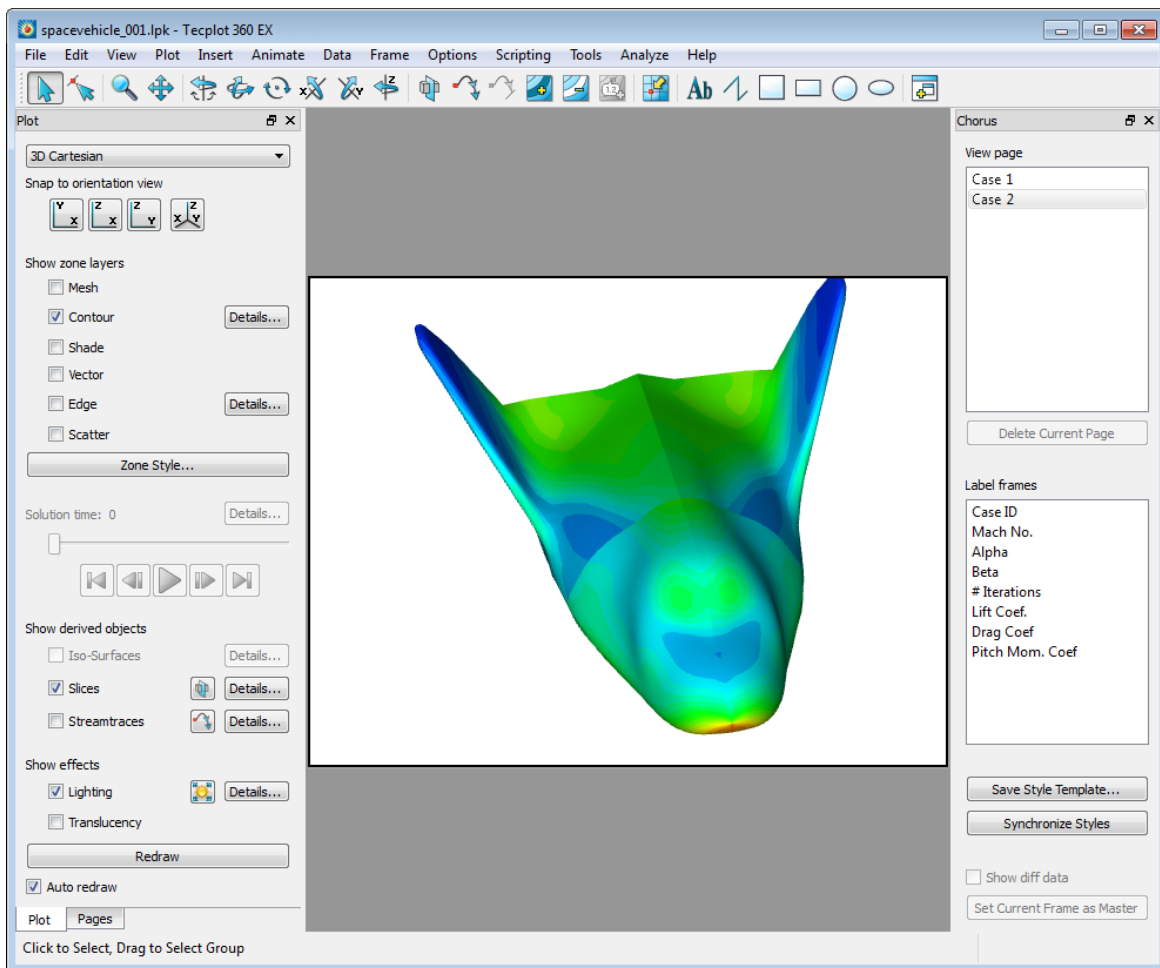 spacevehicle_001.lpk - Tecplot 360 EX
File Edit View Plot Insert Animate Data Frame Options Scripting Tools Analyze Help
Plot
3D Cartesian
Snap to orientation view
Y X
Z X
Z Y
Z X Y
Show zone layers
Mesh
Contour Details...
Shade
Vector
Edge Details...
Scatter
Zone Style...
Solution time: 0 Details...
Show derived objects
Iso-Surfaces Details...
Slices Details...
Streamtraces Details...
Show effects
Lighting Details...
Translucency
Redraw
Auto redraw
Plot Pages
Click to Select, Drag to Select Group
Chorus
View page
Case 1
Case 2
Delete Current Page
Label frames
Case ID
Mach No.
Alpha
Beta
# Iterations
Lift Coef.
Drag Coef
Pitch Mom. Coef
Save Style Template...
Synchronize Styles
Show diff data
Set Current Frame as Master